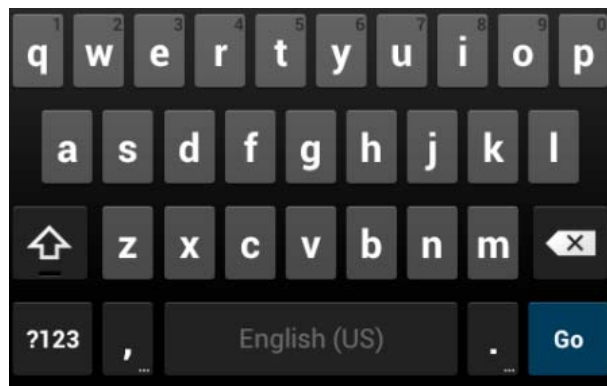 1 2 3 4 5 6 7 8 9 0
q w e r t y u i o p
a s d f g h j k l
z x c v b n m
?123 , ... English (US) . ... Go